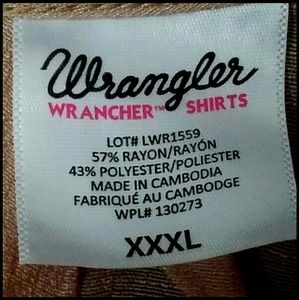 Wrangler
WRANCHER™ SHIRTS
LOT# LWR1559
57% RAYON/RAYÓN
43% POLYESTER/POLIÉSTER
MADE IN CAMBODIA
FABRIQUÉ AU CAMBODGE
WPL# 130273
XXXL